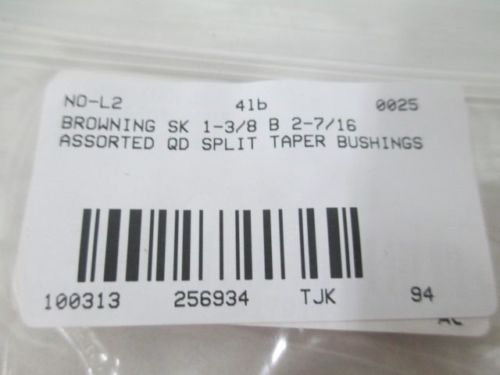 NO-L2 41b 0025
BROWNING SK 1-3/8 B 2-7/16
ASSORTED QD SPLIT TAPER BUSHINGS
100313 256934 TJK 94